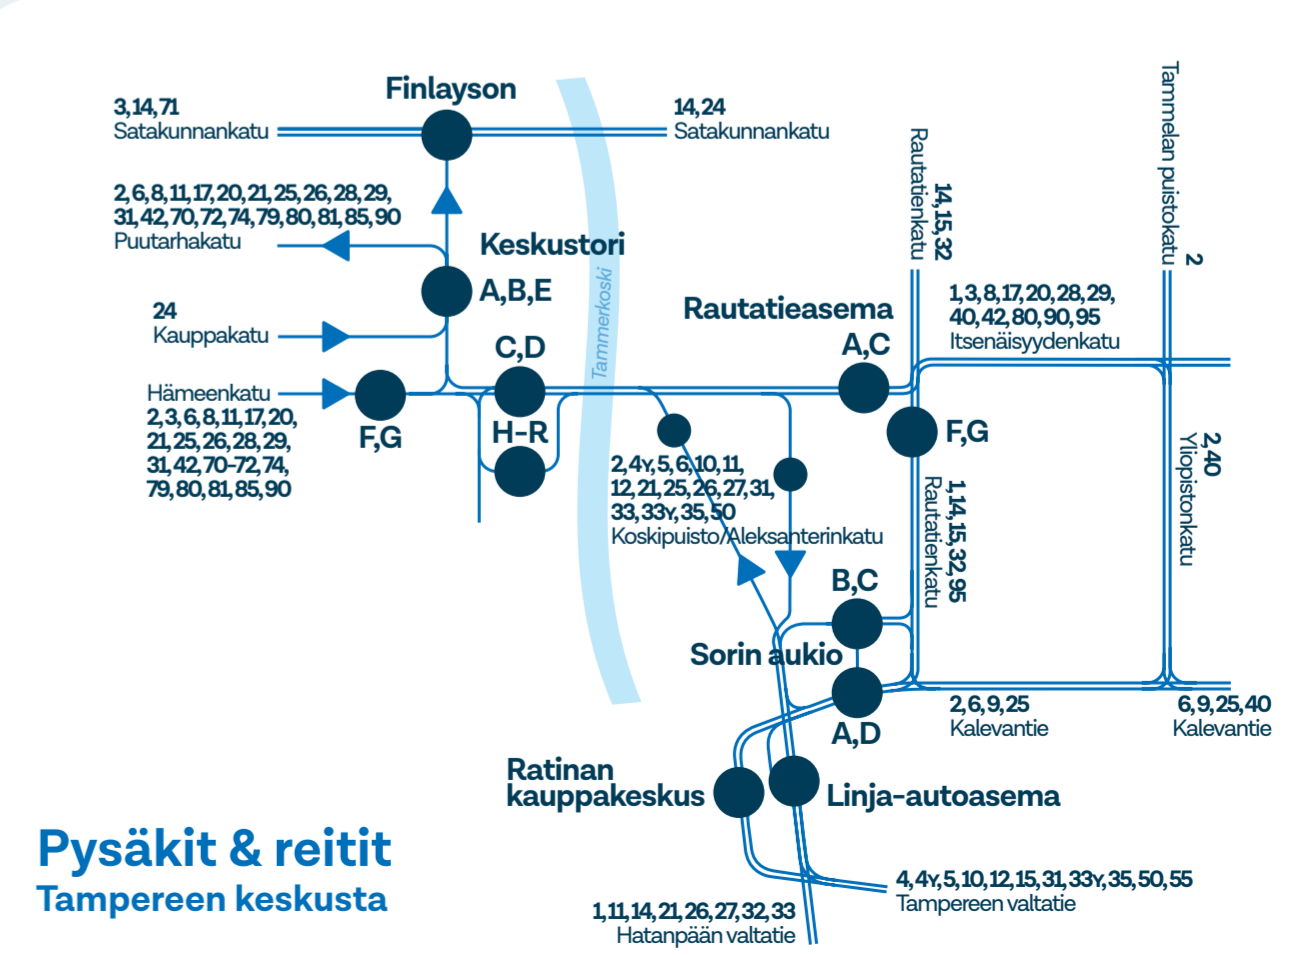 Finlayson
3,14,71
Satakunnankatu
14,24
Satakunnankatu
2,6,8,11,17,20,21,25,26,28,29,
31,42,70,72,74,79,80,81,85,90
Puutarhakatu
Keskustori
A,B,E
24
Kauppakatu
Hämeenkatu
2,3,6,8,11,17,20,
21,25,26,28,29,
31,42,70-72,74,
79,80,81,85,90
F,G
C,D
H-R
Tammerkoski
Rautatieasema
A,C
F,G
Rautatienkatu
14,15,32
1,3,8,17,20,28,29,
40,42,80,90,95
Itsenäisyydenkatu
Tammelan puistokatu
2
2,4Y,5,6,10,11,
12,21,25,26,27,31,
33,33Y,35,50
Koskipuisto/Aleksanterinkatu
1,14,15,32,95
Rautatienkatu
2,40
Yliopistonkatu
B,C
Sorin aukio
A,D
2,6,9,25
Kalevantie
6,9,25,40
Kalevantie
Ratinan
kauppakeskus
Linja-autoasema
4,4Y,5,10,12,15,31,33Y,35,50,55
Tampereen valtatie
1,11,14,21,26,27,32,33
Hatanpään valtatie
Pysäkit & reitit
Tampereen keskusta